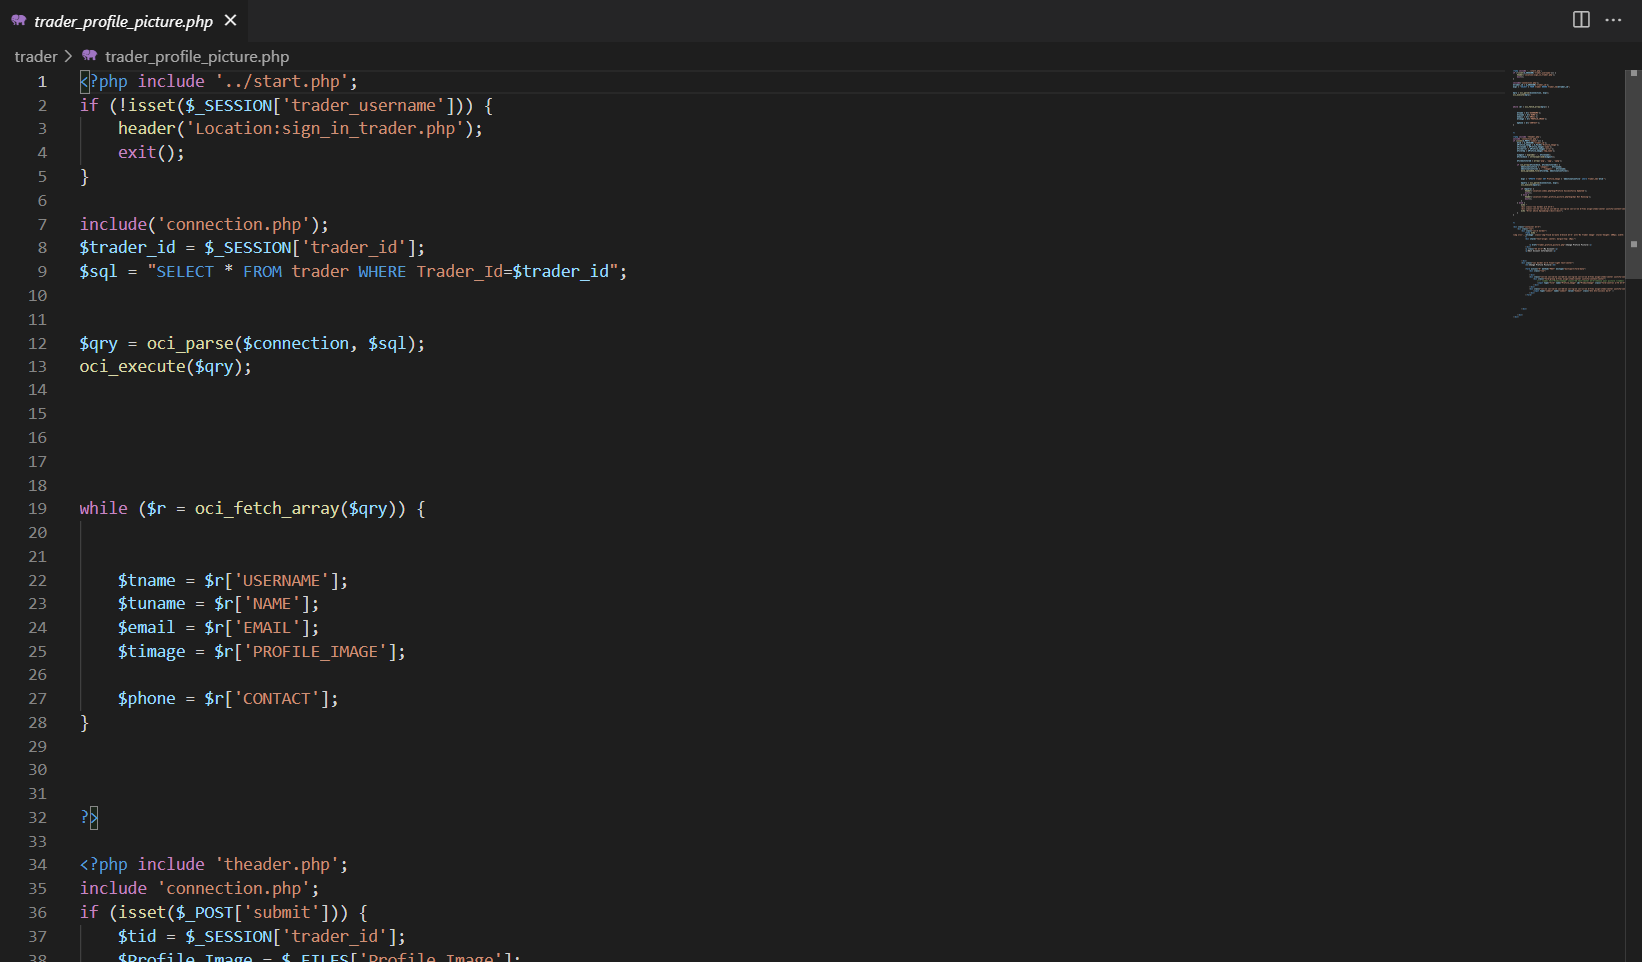 trader_profile_picture.php
trader > trader_profile_picture.php
1 <?php include '../start.php';
2 if (!isset($_SESSION['trader_username'])) {
3 header('Location:sign_in_trader.php');
4 exit();
5 }
6
7 include('connection.php');
8 $trader_id = $_SESSION['trader_id'];
9 $sql = "SELECT * FROM trader WHERE Trader_Id=$trader_id";
10
11
12 $qry = oci_parse($connection, $sql);
13 oci_execute($qry);
14
15
16
17
18
19 while ($r = oci_fetch_array($qry)) {
20
21
22 $tname = $r['USERNAME'];
23 $tuname = $r['NAME'];
24 $email = $r['EMAIL'];
25 $timage = $r['PROFILE_IMAGE'];
26
27 $phone = $r['CONTACT'];
28 }
29
30
31
32 ?>
33
34 <?php include 'theader.php';
35 include 'connection.php';
36 if (isset($_POST['submit'])) {
37 $tid = $_SESSION['trader_id'];
38 $Profile_Image = $_FILES['Profile_Image'];